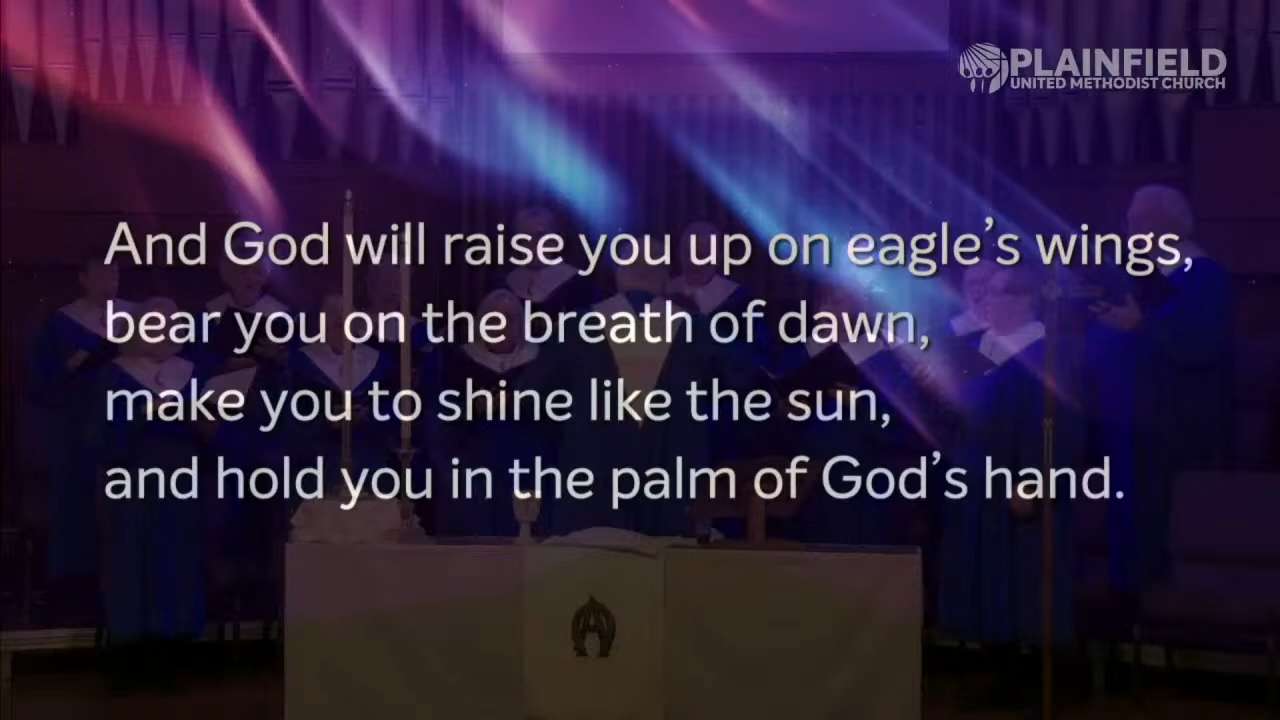 PLAINFIELD
UNITED METHODIST CHURCH
And God will raise you up on eagle’s wings,
bear you on the breath of dawn,
make you to shine like the sun,
and hold you in the palm of God’s hand.